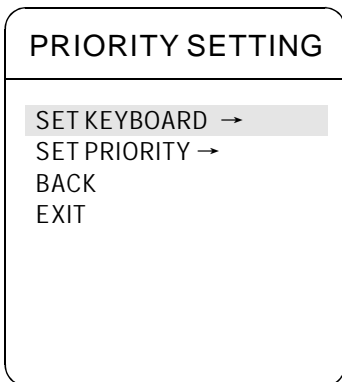 PRIORITY SETTING
SET KEYBOARD →
SET PRIORITY →
BACK
EXIT